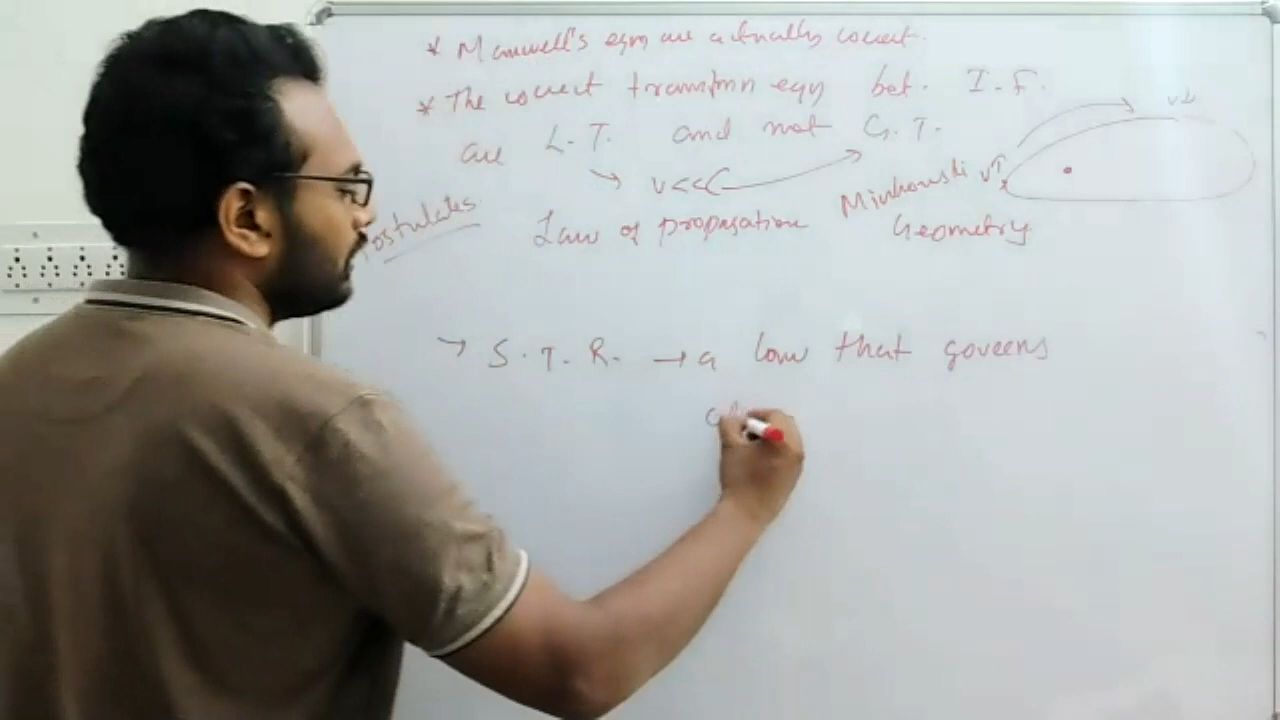 * Maxwell's eqns are actually correct.
* The correct transfmn eqn bet. I.F.
are L.T. and not G.T.
v<<C
v↓
v↑
Postulates
Law of propagation
Minkowski
Geometry
→ S.T.R. → a law that governs